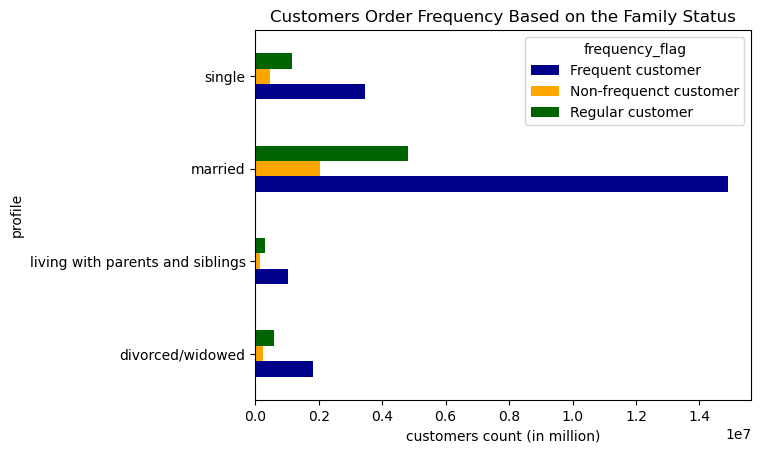 Customers Order Frequency Based on the Family Status
frequency_flag
Frequent customer
Non-frequenct customer
Regular customer
single
married
living with parents and siblings
divorced/widowed
profile
0.0 0.2 0.4 0.6 0.8 1.0 1.2 1.4
1e7
customers count (in million)